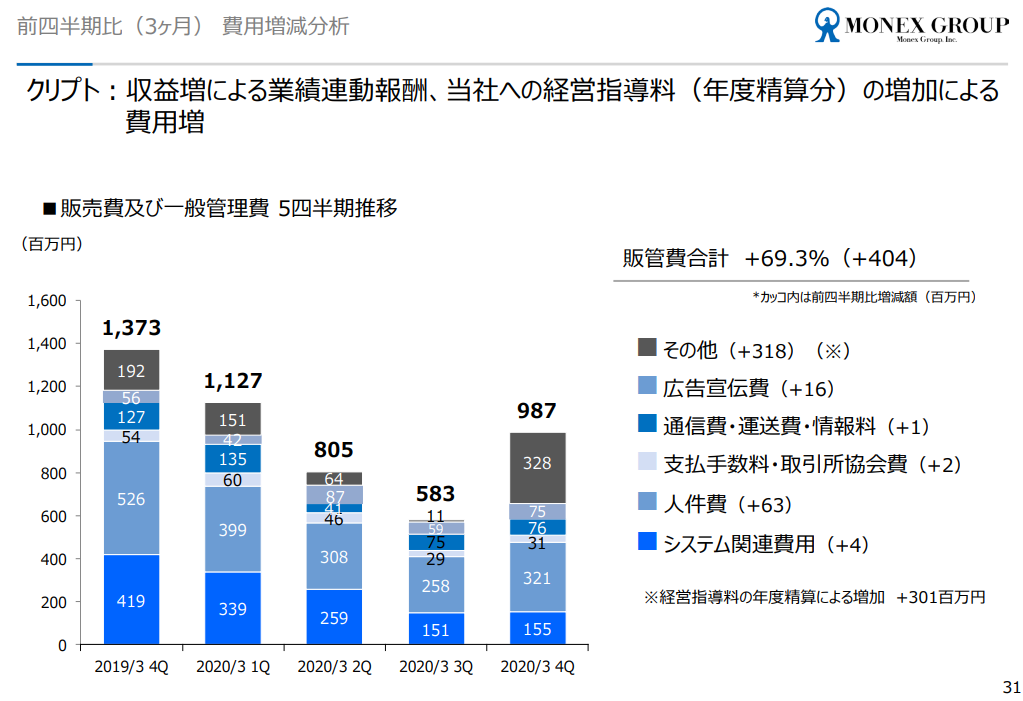 前四半期比（3ヶ月） 費用増減分析
MONEX GROUP
Monex Group, Inc.
クリプト：収益増による業績連動報酬、当社への経営指導料（年度精算分）の増加による
費用増
■販売費及び一般管理費 5四半期推移
（百万円）
販管費合計 +69.3%（+404）
*カッコ内は前四半期比増減額（百万円）
1,600
1,400
1,200
1,000
800
600
400
200
0
1,373
192
56
127
54
526
419
1,127
151
42
135
60
399
339
805
64
87
41
46
308
259
583
11
59
75
29
258
151
987
328
75
76
31
321
155
2019/3 4Q
2020/3 1Q
2020/3 2Q
2020/3 3Q
2020/3 4Q
その他（+318）（※）
広告宣伝費（+16）
通信費・運送費・情報料（+1）
支払手数料・取引所協会費（+2）
人件費（+63）
システム関連費用（+4）
※経営指導料の年度精算による増加 +301百万円
31